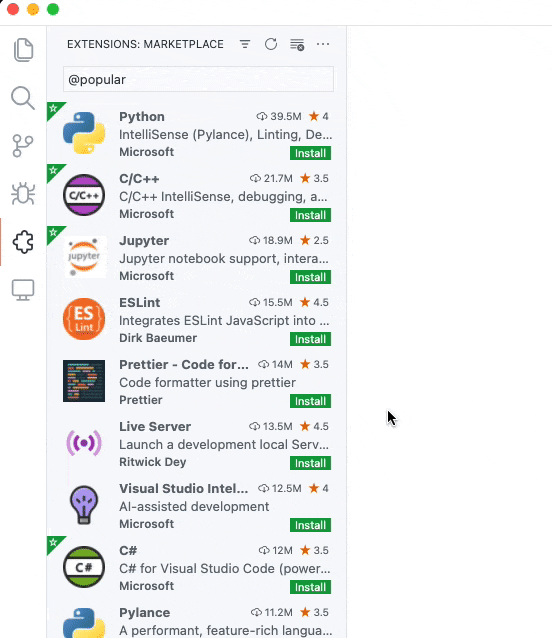 EXTENSIONS: MARKETPLACE
@popular
Python 39.5M 4
IntelliSense (Pylance), Linting, De...
Microsoft Install
C/C++ 21.7M 3.5
C/C++
C/C++ IntelliSense, debugging, a...
Microsoft Install
Jupyter 18.9M 2.5
jupyter
Jupyter notebook support, intera...
Microsoft Install
ESLint 15.5M 4.5
ES
Lint
Integrates ESLint JavaScript into ...
Dirk Baeumer Install
Prettier - Code for... 14M 3.5
Code formatter using prettier
Prettier Install
Live Server 13.5M 4.5
Launch a development local Serv...
Ritwick Dey Install
Visual Studio Intel... 12.5M 4
AI-assisted development
Microsoft Install
C# 12M 3.5
C#
C# for Visual Studio Code (power...
Microsoft Install
Pylance 11.2M 3.5
A performant, feature-rich langua...